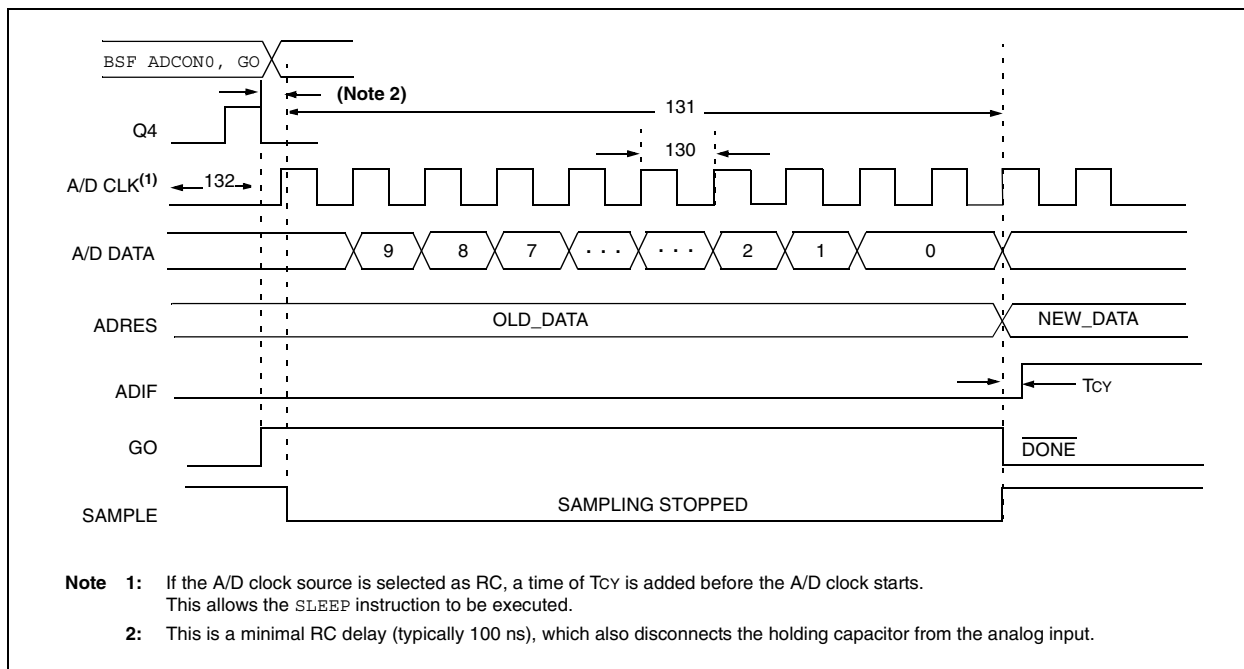 BSF ADCON0, GO
(Note 2)
131
Q4
130
A/D CLK(1)
132
A/D DATA
9 8 7 · · · · · · 2 1 0
ADRES
OLD_DATA
NEW_DATA
ADIF
TCY
GO
DONE
SAMPLE
SAMPLING STOPPED
Note 1: If the A/D clock source is selected as RC, a time of TCY is added before the A/D clock starts.
This allows the SLEEP instruction to be executed.
2: This is a minimal RC delay (typically 100 ns), which also disconnects the holding capacitor from the analog input.